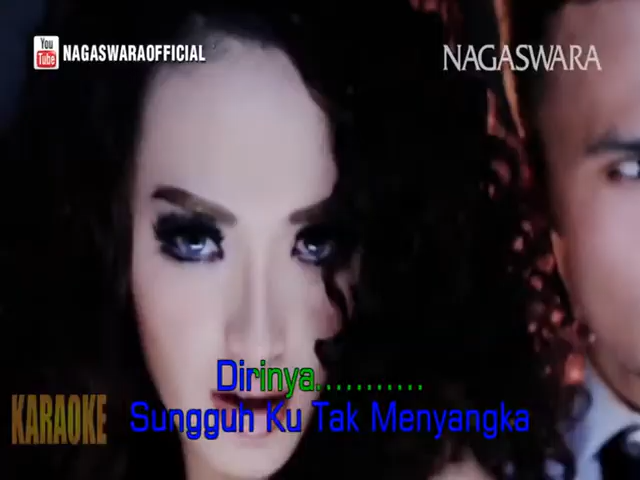 You
Tube
NAGASWARAOFFICIAL
NAGASWARA
Dirinya...........
KARAOKE
Sungguh Ku Tak Menyangka